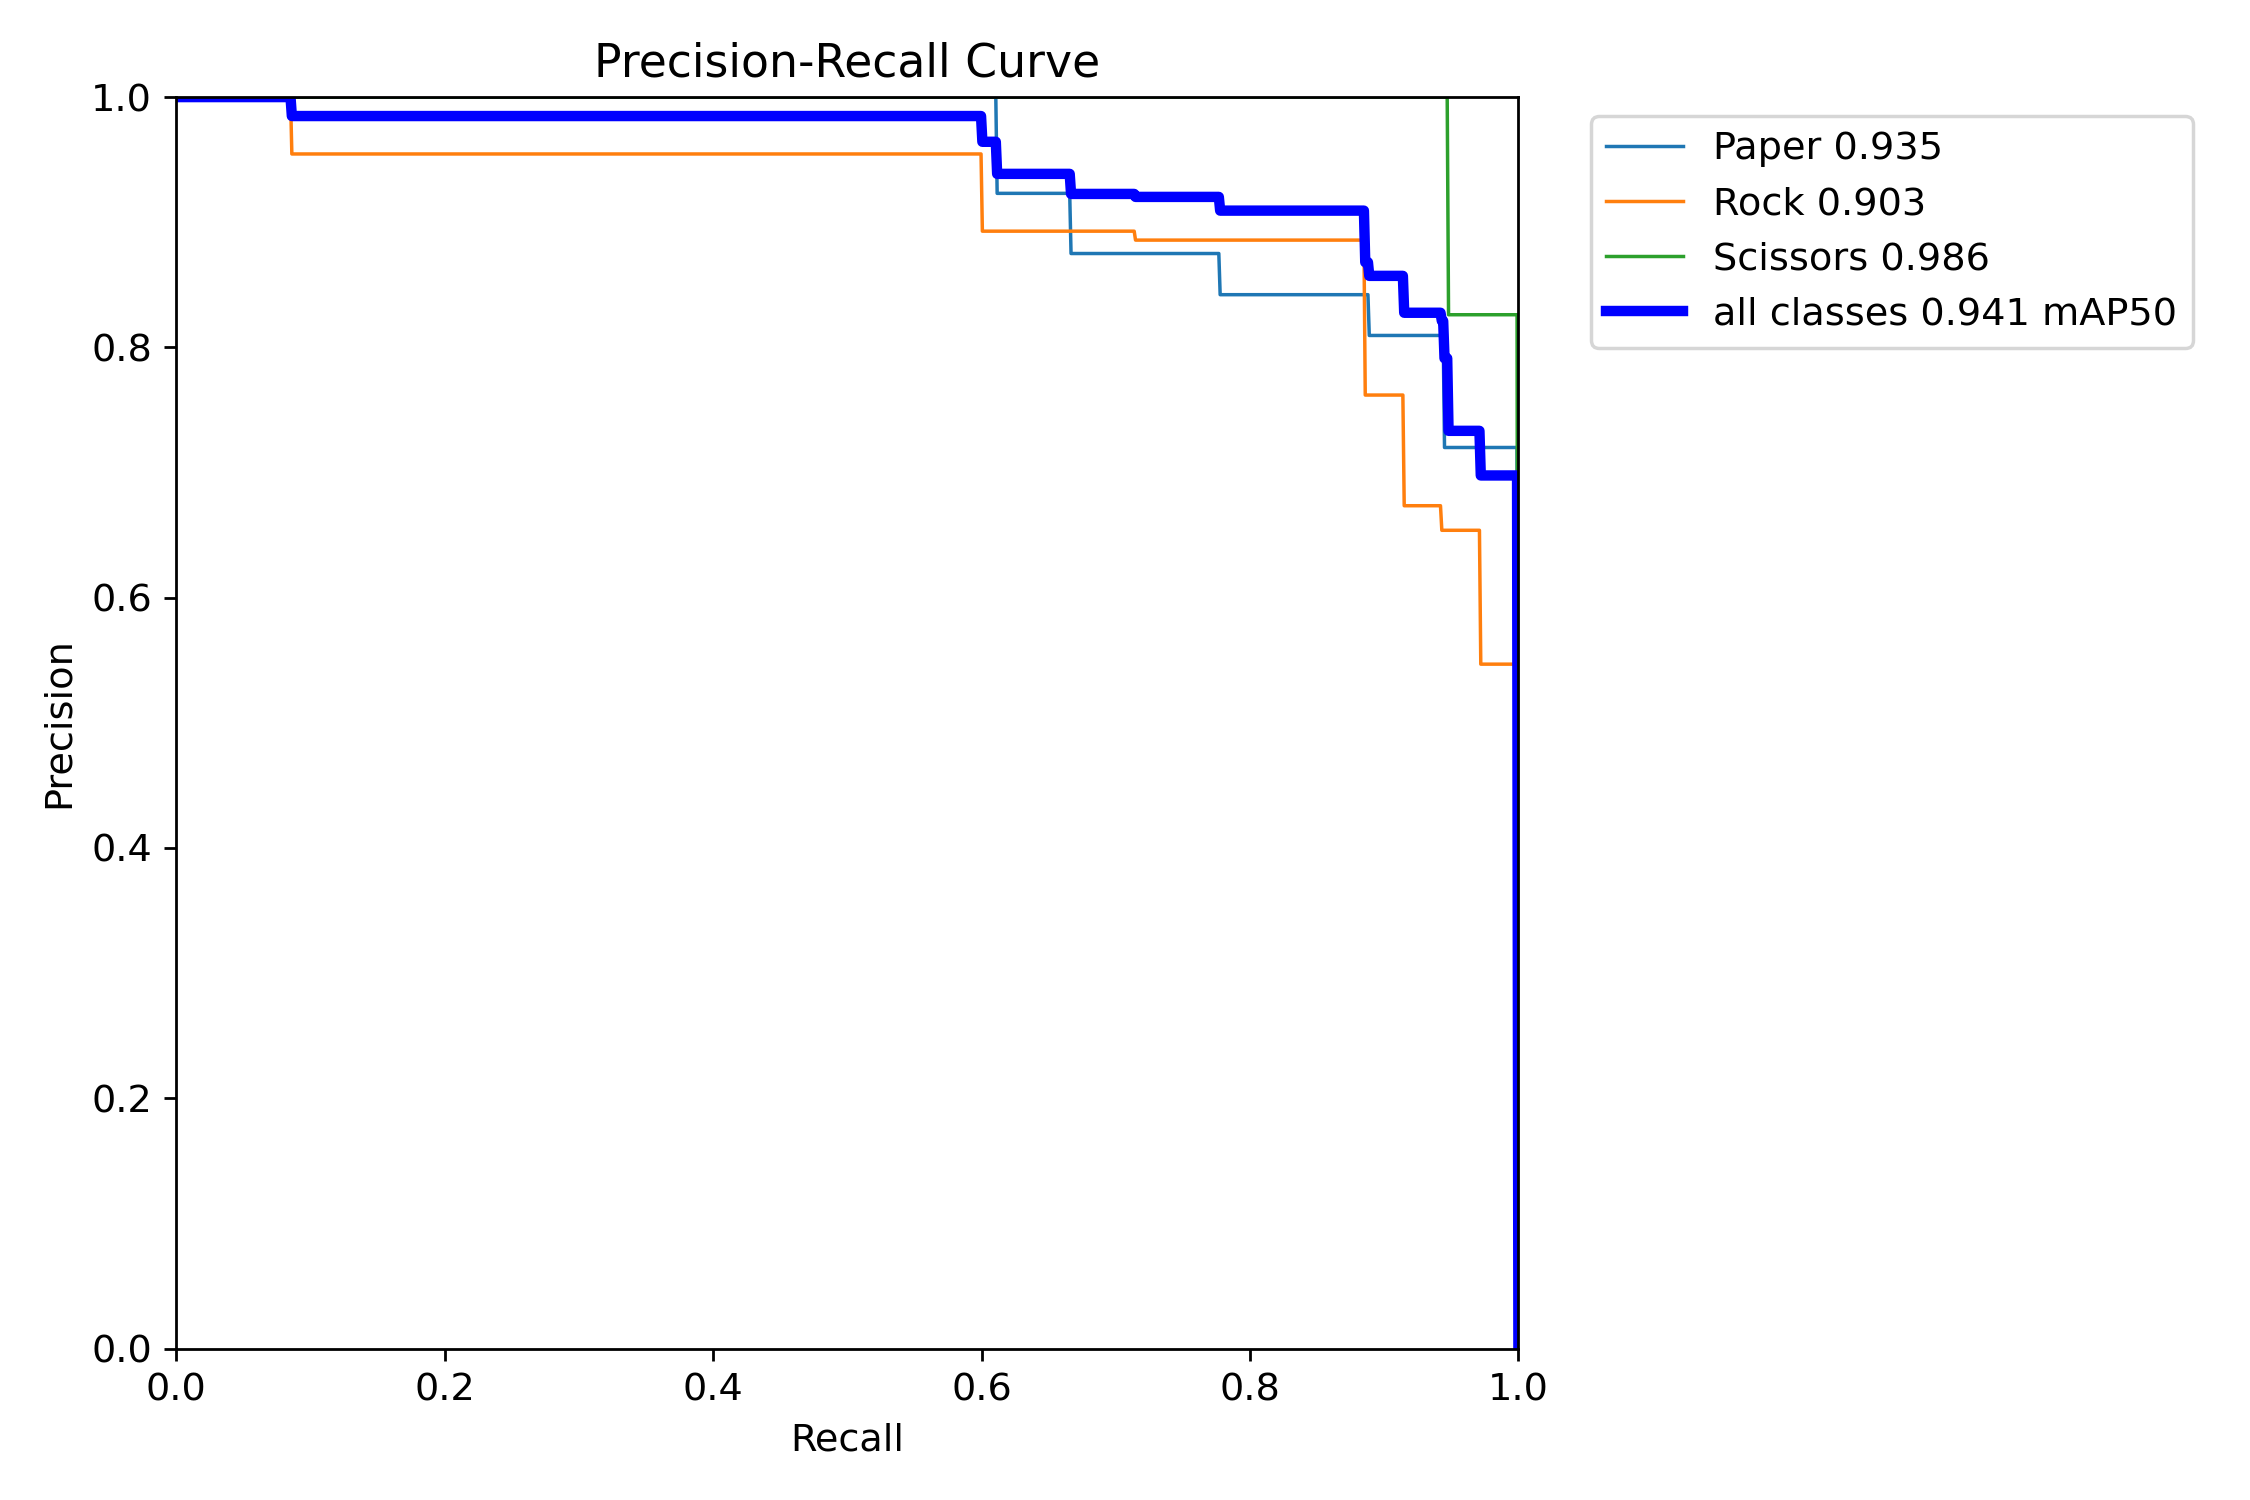 Precision-Recall Curve
1.0
0.8
0.6
0.4
0.2
0.0
Precision
0.0 0.2 0.4 0.6 0.8 1.0
Recall
Paper 0.935
Rock 0.903
Scissors 0.986
all classes 0.941 mAP50